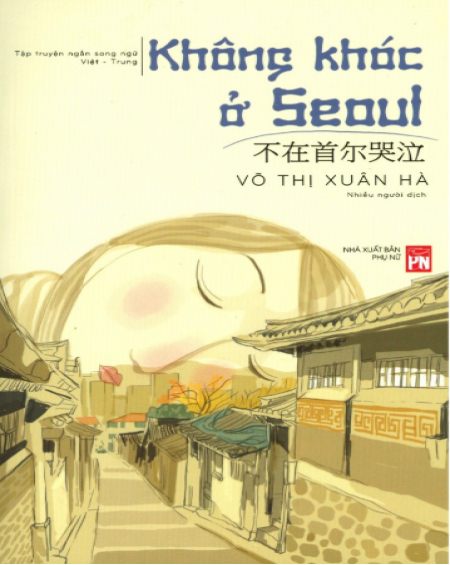 Tập truyện ngắn song ngữ
Việt - Trung
Không khóc
ở Seoul
不在首尔哭泣
VÕ THỊ XUÂN HÀ
Nhiều người dịch
NHÀ XUẤT BẢN
PHỤ NỮ
PN